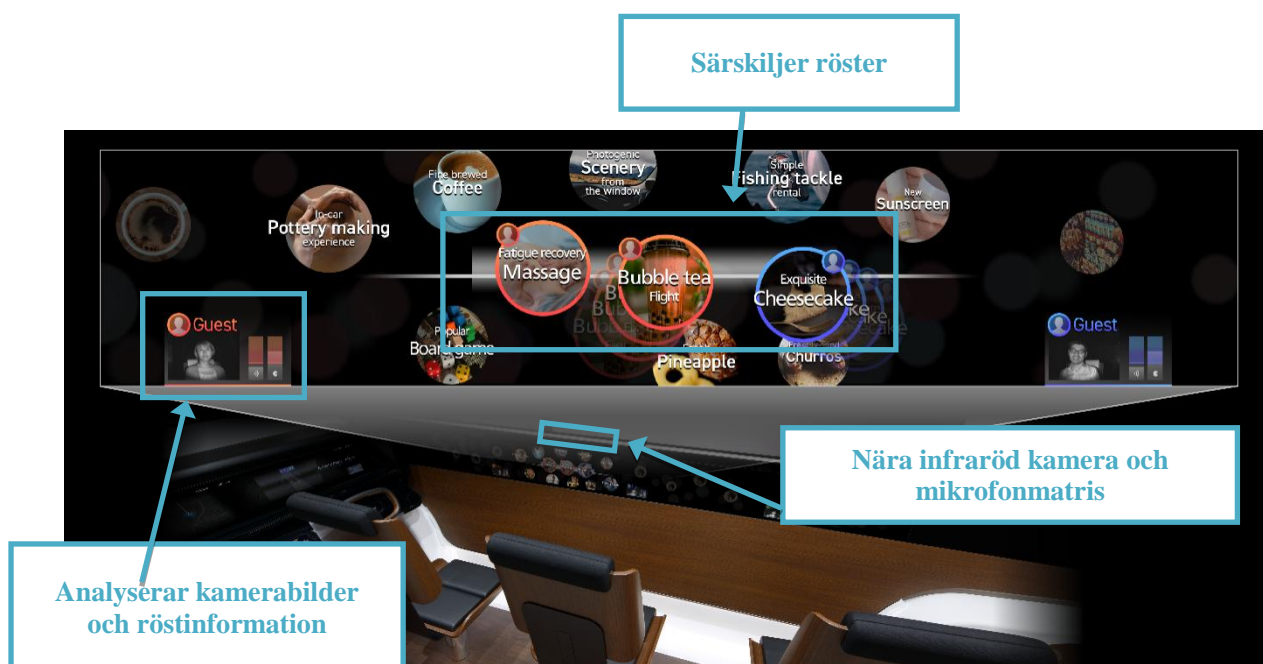 Särskiljer röster
Photogenic
Scenery
from
the window
Simple
Fishing tackle
rental
Fine brewed
Coffee
New
Sunscreen
In-car
Pottery making
experience
Fatigue recovery
Massage
Bubble tea
Flight
Exquisite
Cheesecake
Guest
Popular
Board game
Pineapple
Churros
Guest
Nära infraröd kamera och
mikrofonmatris
Analyserar kamerabilder
och röstinformation